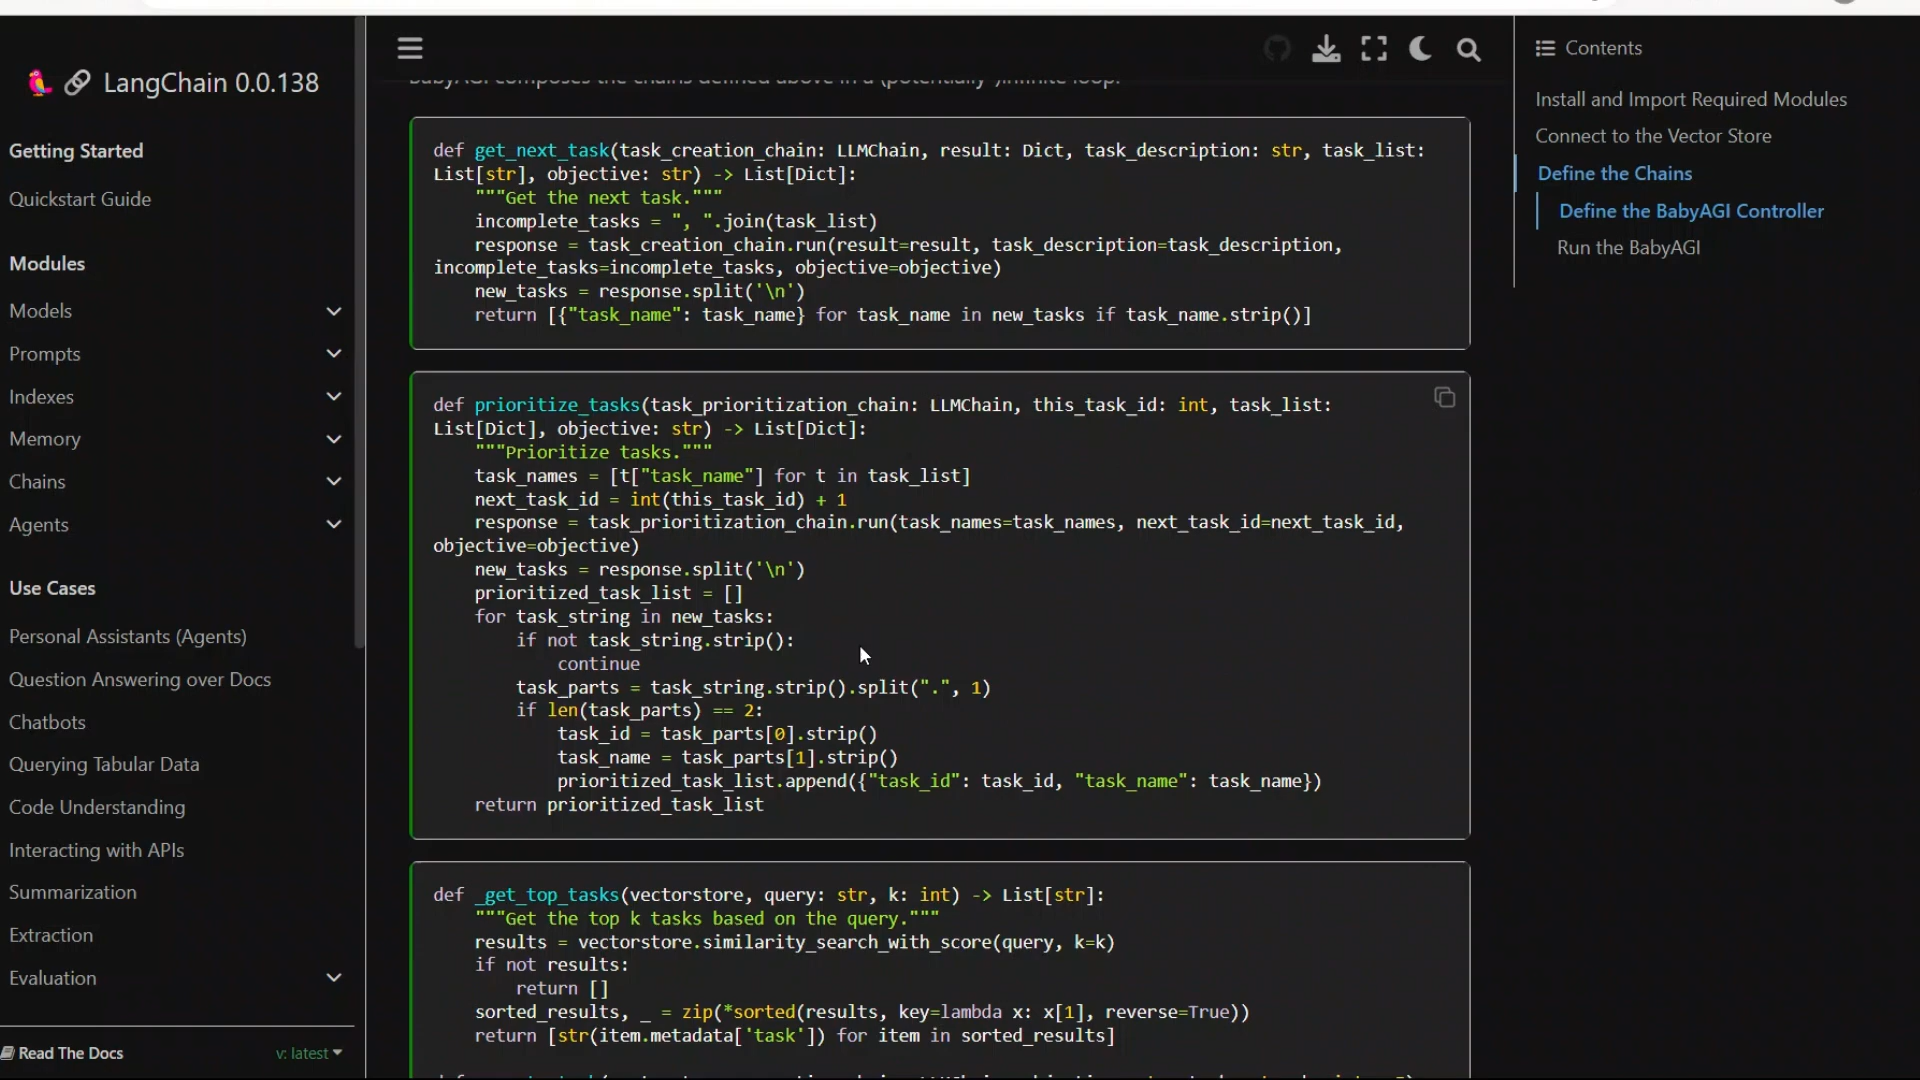 LangChain 0.0.138
Getting Started
Quickstart Guide
Modules
Models
Prompts
Indexes
Memory
Chains
Agents
Use Cases
Personal Assistants (Agents)
Question Answering over Docs
Chatbots
Querying Tabular Data
Code Understanding
Interacting with APIs
Summarization
Extraction
Evaluation
Read The Docs v: latest
BabyAGI composes the chains defined above in a (potentially-)infinite loop.
def get_next_task(task_creation_chain: LLMChain, result: Dict, task_description: str, task_list:
List[str], objective: str) -> List[Dict]:
    """Get the next task."""
    incomplete_tasks = ", ".join(task_list)
    response = task_creation_chain.run(result=result, task_description=task_description,
incomplete_tasks=incomplete_tasks, objective=objective)
    new_tasks = response.split('\n')
    return [{"task_name": task_name} for task_name in new_tasks if task_name.strip()]
def prioritize_tasks(task_prioritization_chain: LLMChain, this_task_id: int, task_list:
List[Dict], objective: str) -> List[Dict]:
    """Prioritize tasks."""
    task_names = [t["task_name"] for t in task_list]
    next_task_id = int(this_task_id) + 1
    response = task_prioritization_chain.run(task_names=task_names, next_task_id=next_task_id,
objective=objective)
    new_tasks = response.split('\n')
    prioritized_task_list = []
    for task_string in new_tasks:
        if not task_string.strip():
            continue
        task_parts = task_string.strip().split(".", 1)
        if len(task_parts) == 2:
            task_id = task_parts[0].strip()
            task_name = task_parts[1].strip()
            prioritized_task_list.append({"task_id": task_id, "task_name": task_name})
    return prioritized_task_list
def _get_top_tasks(vectorstore, query: str, k: int) -> List[str]:
    """Get the top k tasks based on the query."""
    results = vectorstore.similarity_search_with_score(query, k=k)
    if not results:
        return []
    sorted_results, _ = zip(*sorted(results, key=lambda x: x[1], reverse=True))
    return [str(item.metadata['task']) for item in sorted_results]
Contents
Install and Import Required Modules
Connect to the Vector Store
Define the Chains
Define the BabyAGI Controller
Run the BabyAGI